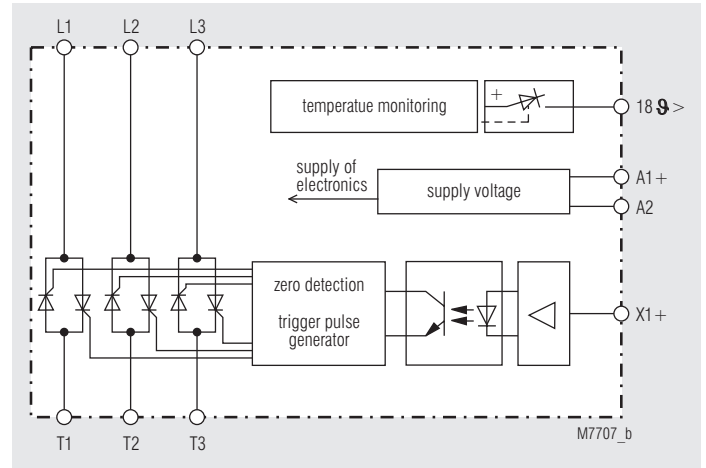 L1 L2 L3
temperatue monitoring
+
18 ϑ >
supply of
electronics
supply voltage
A1+
A2
zero detection
trigger pulse
generator
X1+
T1 T2 T3
M7707_b